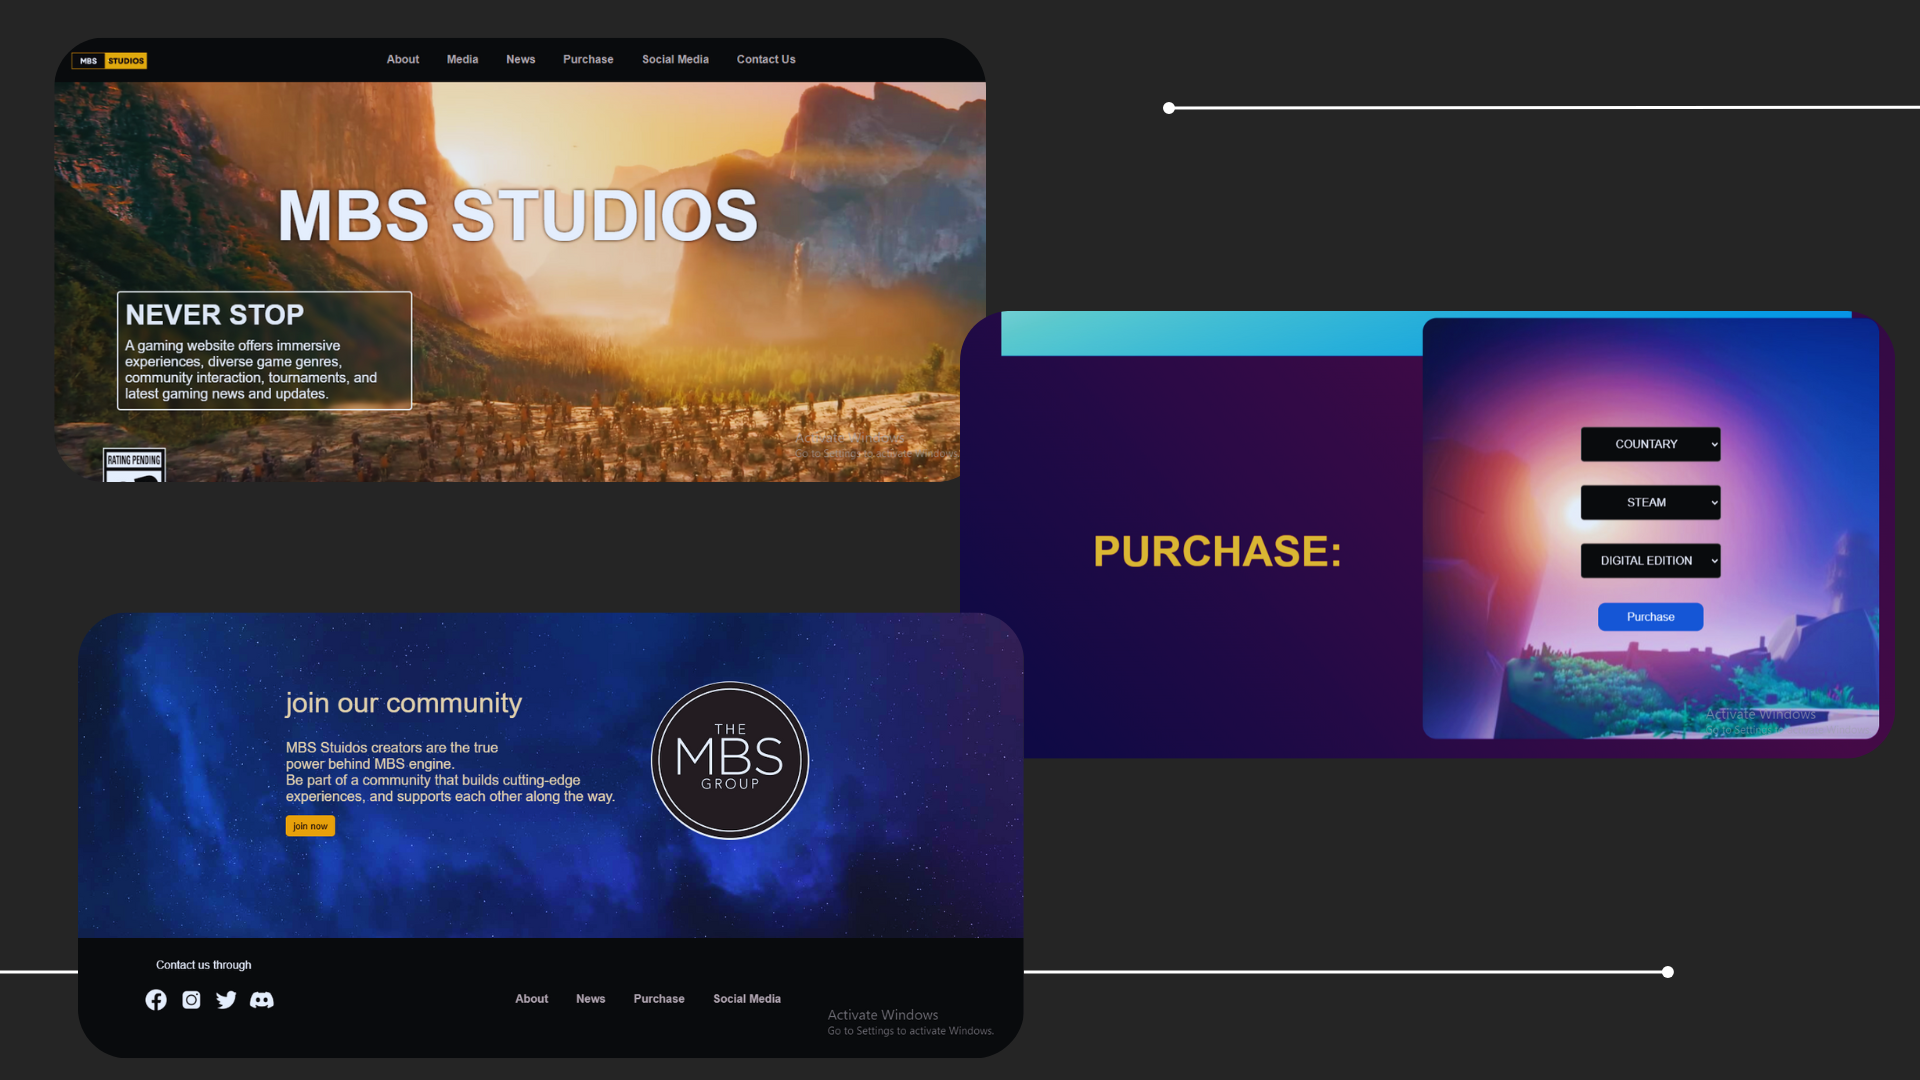 MBS STUDIOS
About Media News Purchase Social Media Contact Us
MBS STUDIOS
NEVER STOP
A gaming website offers immersive
experiences, diverse game genres,
community interaction, tournaments, and
latest gaming news and updates.
RATING PENDING
Activate Windows
Go to Settings to activate Windows.
PURCHASE:
COUNTARY
STEAM
DIGITAL EDITION
Purchase
Activate Windows
Go to Settings
join our community
MBS Stuidos creators are the true
power behind MBS engine.
Be part of a community that builds cutting-edge
experiences, and supports each other along the way.
join now
THE
MBS
GROUP
Contact us through
About News Purchase Social Media
Activate Windows
Go to Settings to activate Windows.